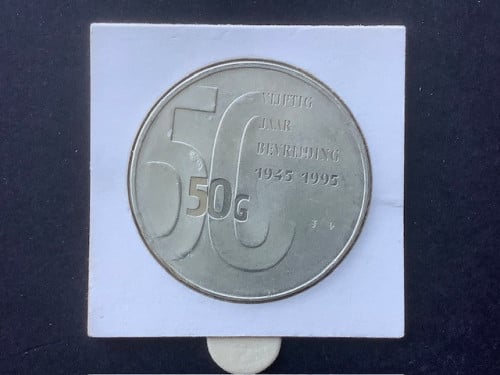 50
VIJFTIG
JAAR
BEVRIJDING
1945 1995
50G